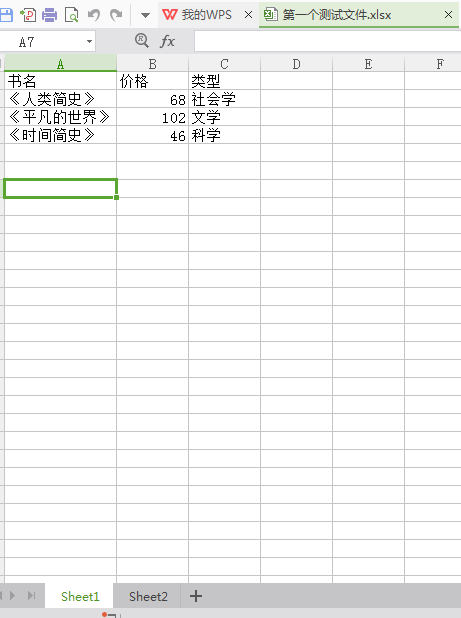 我的WPS 第一个测试文件.xlsx
A7 fx
A B C D E F
书名 价格 类型
《人类简史》 68 社会学
《平凡的世界》 102 文学
《时间简史》 46 科学
Sheet1 Sheet2 +